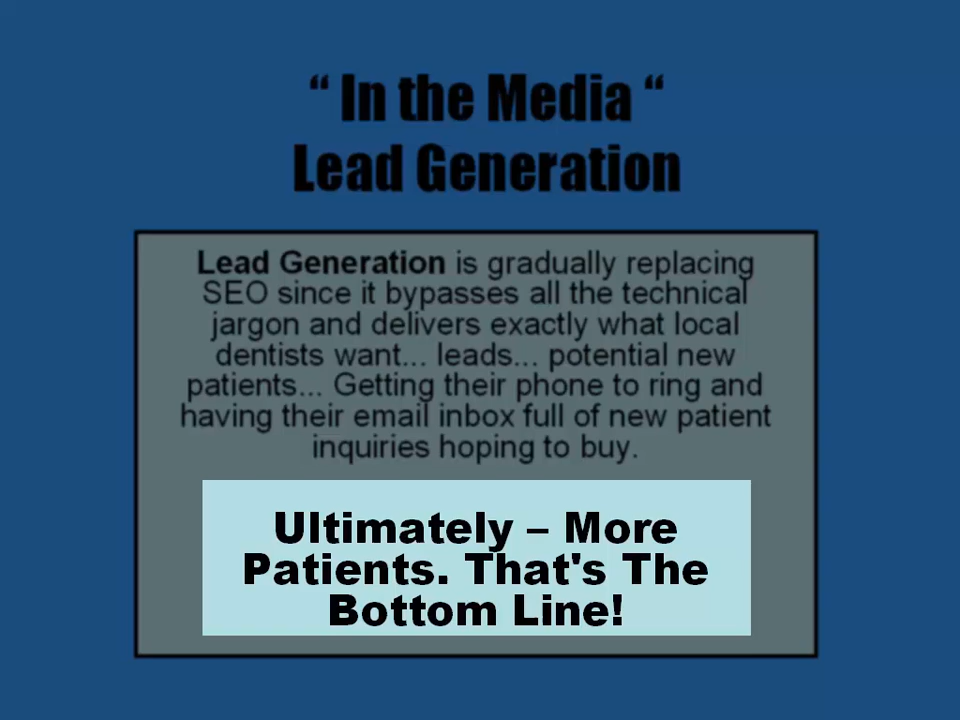 “ In the Media “
Lead Generation
Lead Generation is gradually replacing
SEO since it bypasses all the technical
jargon and delivers exactly what local
dentists want... leads... potential new
patients... Getting their phone to ring and
having their email inbox full of new patient
inquiries hoping to buy.
Ultimately – More
Patients. That's The
Bottom Line!